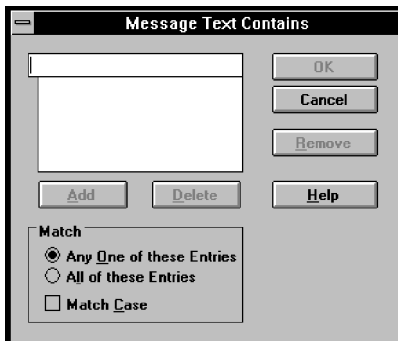 Message Text Contains
OK
Cancel
Remove
Add
Delete
Help
Match
Any One of these Entries
All of these Entries
Match Case